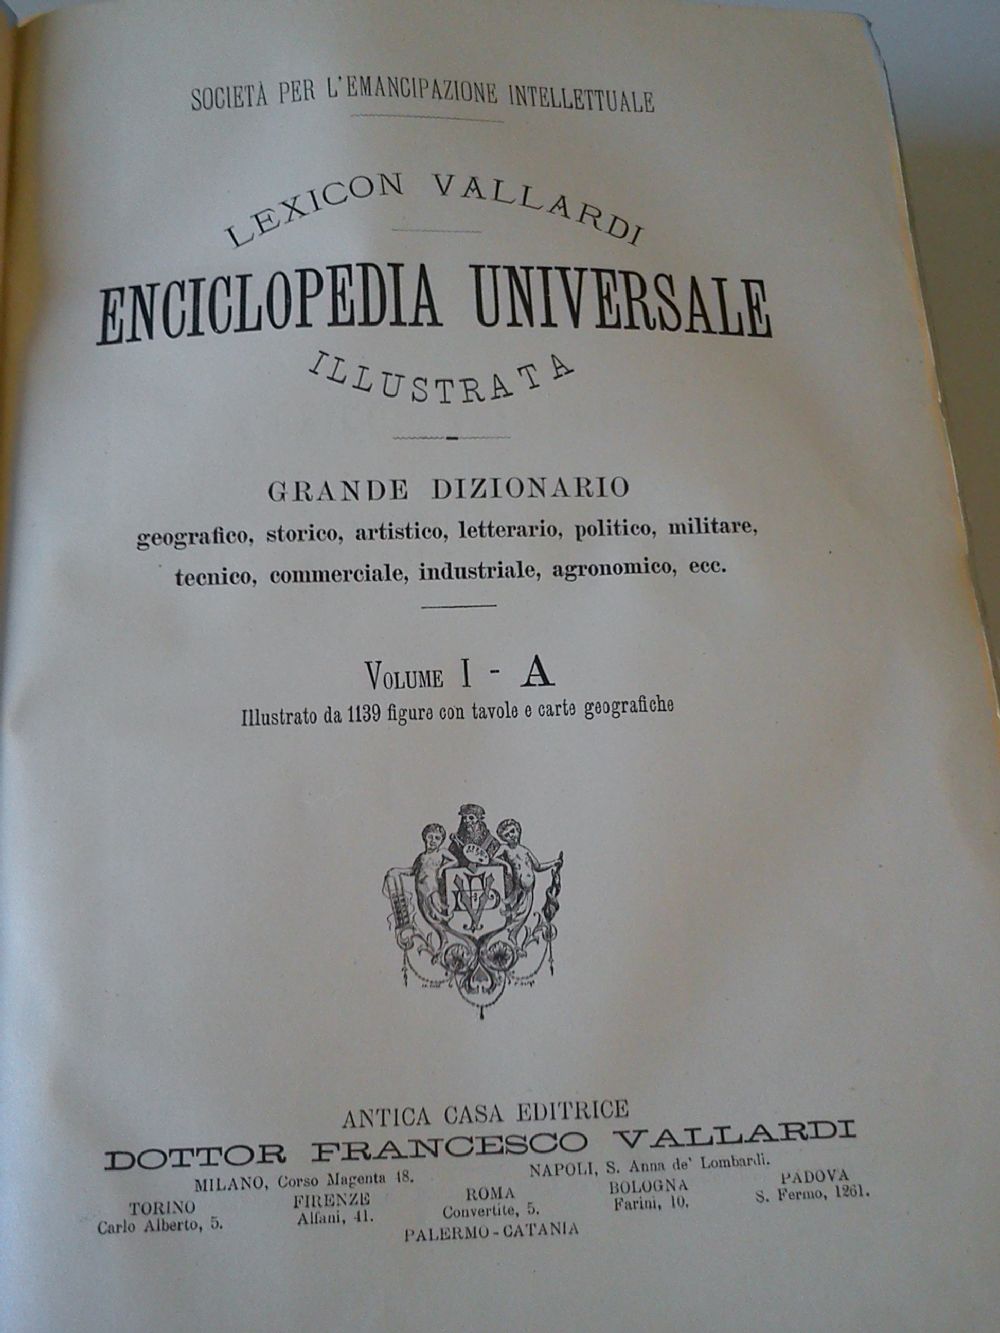 SOCIETÀ PER L'EMANCIPAZIONE INTELLETTUALE
LEXICON VALLARDI
ENCICLOPEDIA UNIVERSALE
ILLUSTRATA
GRANDE DIZIONARIO
geografico, storico, artistico, letterario, politico, militare,
tecnico, commerciale, industriale, agronomico, ecc.
VOLUME I - A
Illustrato da 1139 figure con tavole e carte geografiche
ANTICA CASA EDITRICE
DOTTOR FRANCESCO VALLARDI
MILANO, Corso Magenta 48. NAPOLI, S. Anna de' Lombardi.
TORINO FIRENZE ROMA BOLOGNA PADOVA
Carlo Alberto, 5. Alfani, 41. Convertite, 5. Farini, 10. S. Fermo, 1261.
PALERMO-CATANIA